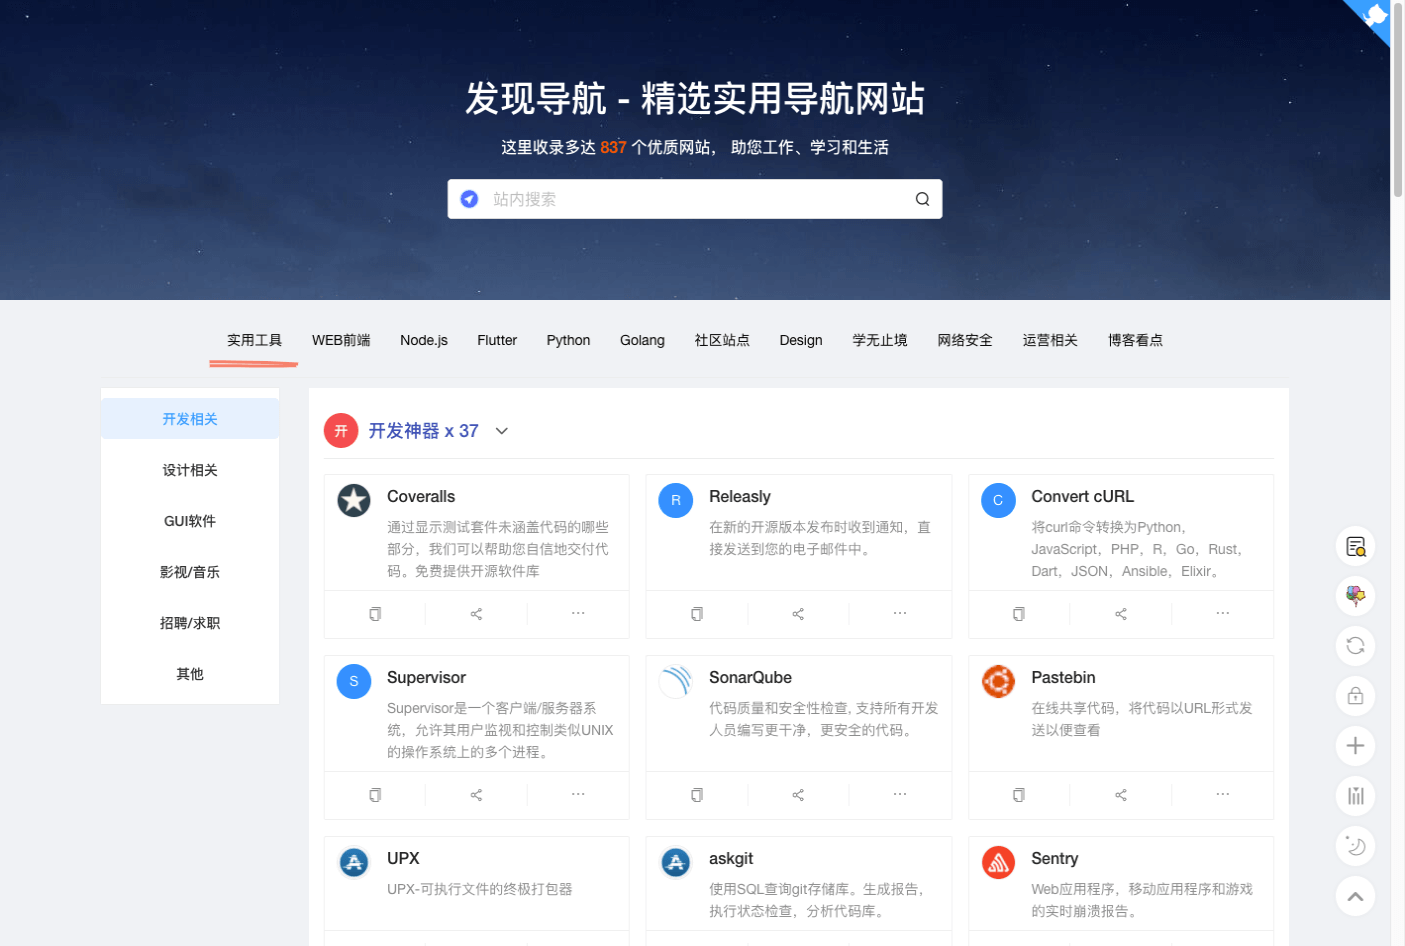 发现导航 - 精选实用导航网站
这里收录多达 837 个优质网站， 助您工作、学习和生活
站内搜索
实用工具 WEB前端 Node.js Flutter Python Golang 社区站点 Design 学无止境 网络安全 运营相关 博客看点
开发相关
设计相关
GUI软件
影视/音乐
招聘/求职
其他
开 开发神器 x 37
Coveralls
通过显示测试套件未涵盖代码的哪些
部分，我们可以帮助您自信地交付代
码。免费提供开源软件库
R Releasly
在新的开源版本发布时收到通知，直
接发送到您的电子邮件中。
C Convert cURL
将curl命令转换为Python，
JavaScript，PHP，R，Go，Rust，
Dart，JSON，Ansible，Elixir。
S Supervisor
Supervisor是一个客户端/服务器系
统，允许其用户监视和控制类似UNIX
的操作系统上的多个进程。
SonarQube
代码质量和安全性检查, 支持所有开发
人员编写更干净，更安全的代码。
Pastebin
在线共享代码，将代码以URL形式发
送以便查看
UPX
UPX-可执行文件的终极打包器
askgit
使用SQL查询git存储库。生成报告，
执行状态检查，分析代码库。
Sentry
Web应用程序，移动应用程序和游戏
的实时崩溃报告。